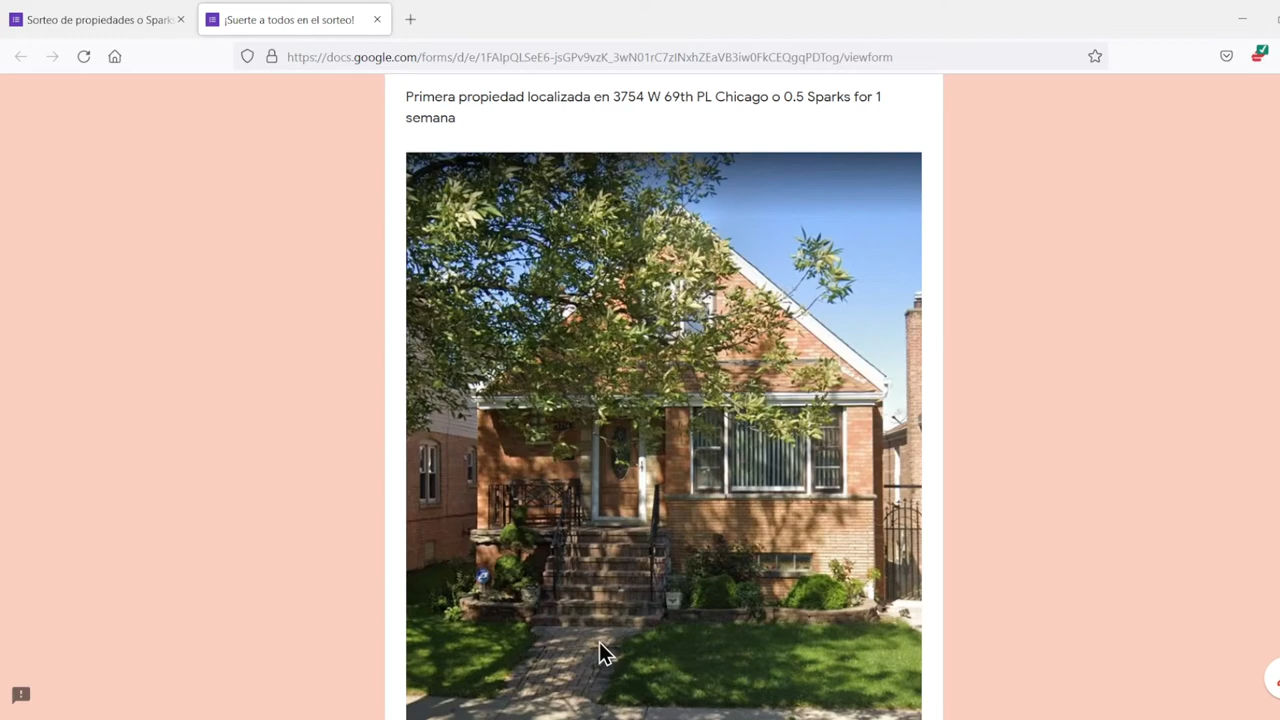 Sorteo de propiedades o Spark
¡Suerte a todos en el sorteo!
https://docs.google.com/forms/d/e/1FAIpQLSeE6-jsGPv9vzK_3wN01rC7zINxhZEaVB3iw0FkCEQgqPDTog/viewform
Primera propiedad localizada en 3754 W 69th PL Chicago o 0.5 Sparks for 1
semana